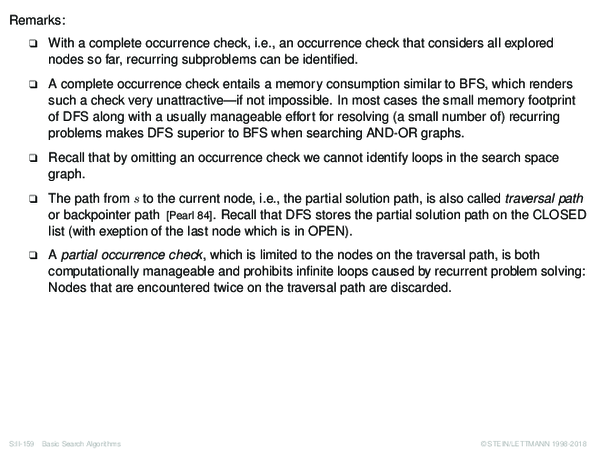 Remarks:
❑ With a complete occurrence check, i.e., an occurrence check that considers all explored
nodes so far, recurring subproblems can be identified.
❑ A complete occurrence check entails a memory consumption similar to BFS, which renders
such a check very unattractive—if not impossible. In most cases the small memory footprint
of DFS along with a usually manageable effort for resolving (a small number of) recurring
problems makes DFS superior to BFS when searching AND-OR graphs.
❑ Recall that by omitting an occurrence check we cannot identify loops in the search space
graph.
❑ The path from s to the current node, i.e., the partial solution path, is also called traversal path
or backpointer path [Pearl 84]. Recall that DFS stores the partial solution path on the CLOSED
list (with exeption of the last node which is in OPEN).
❑ A partial occurrence check, which is limited to the nodes on the traversal path, is both
computationally manageable and prohibits infinite loops caused by recurrent problem solving:
Nodes that are encountered twice on the traversal path are discarded.
S:II-159 Basic Search Algorithms © STEIN/LETTMANN 1998-2018